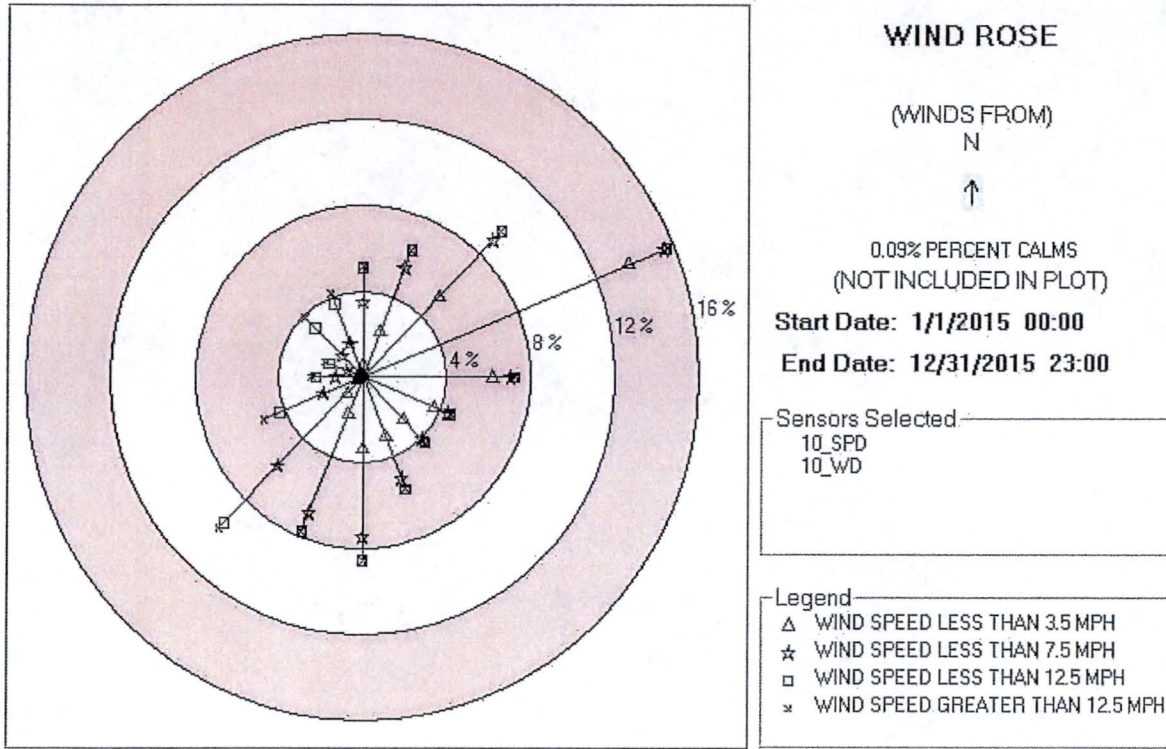 WIND ROSE
(WINDS FROM)
N
0.09% PERCENT CALMS
(NOT INCLUDED IN PLOT)
Start Date: 1/1/2015 00:00
End Date: 12/31/2015 23:00
Sensors Selected
10_SPD
10_WD
Legend
WIND SPEED LESS THAN 3.5 MPH
WIND SPEED LESS THAN 7.5 MPH
WIND SPEED LESS THAN 12.5 MPH
WIND SPEED GREATER THAN 12.5 MPH
4 %
8 %
12 %
16 %